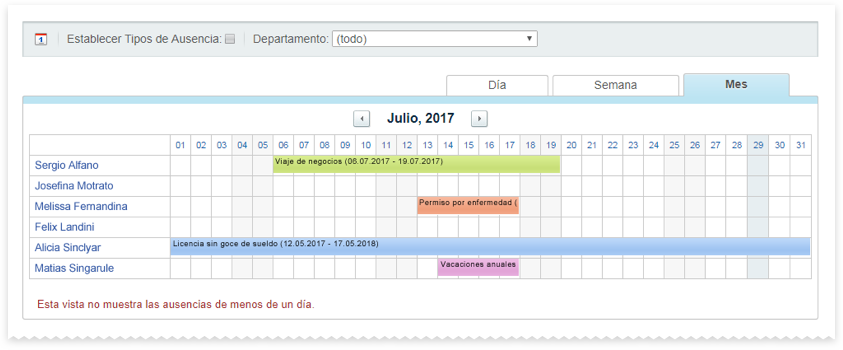 1 Establecer Tipos de Ausencia: Departamento: (todo)
Día Semana Mes
Julio, 2017
01 02 03 04 05 06 07 08 09 10 11 12 13 14 15 16 17 18 19 20 21 22 23 24 25 26 27 28 29 30 31
Sergio Alfano Viaje de negocios (06.07.2017 - 19.07.2017)
Josefina Motrato
Melissa Fernandina Permiso por enfermedad (
Felix Landini
Alicia Sinclyar Licencia sin goce de sueldo (12.05.2017 - 17.05.2018)
Matias Singarule Vacaciones anuales
Esta vista no muestra las ausencias de menos de un día.